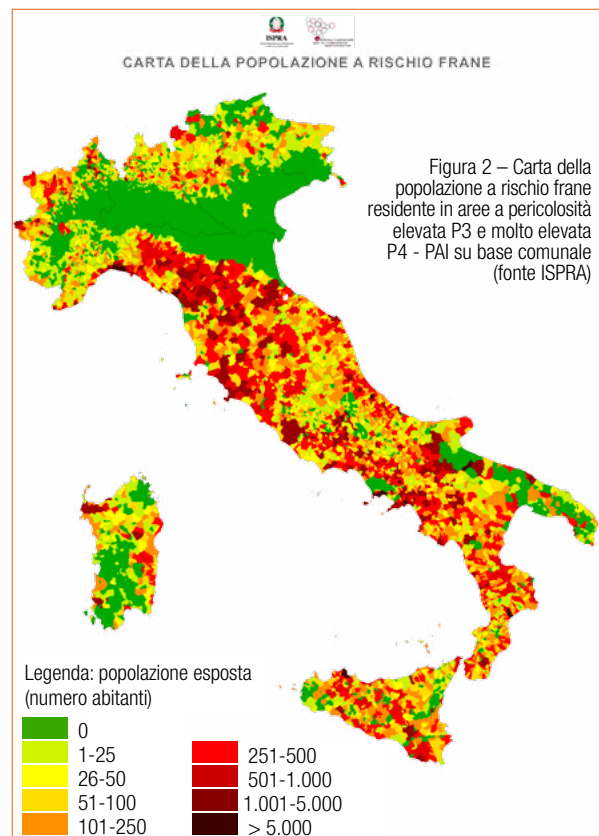 ISPRA
CARTA DELLA POPOLAZIONE A RISCHIO FRANE
Figura 2 – Carta della
popolazione a rischio frane
residente in aree a pericolosità
elevata P3 e molto elevata
P4 - PAI su base comunale
(fonte ISPRA)
Legenda: popolazione esposta
(numero abitanti)
0
1-25
26-50
51-100
101-250
251-500
501-1.000
1.001-5.000
> 5.000